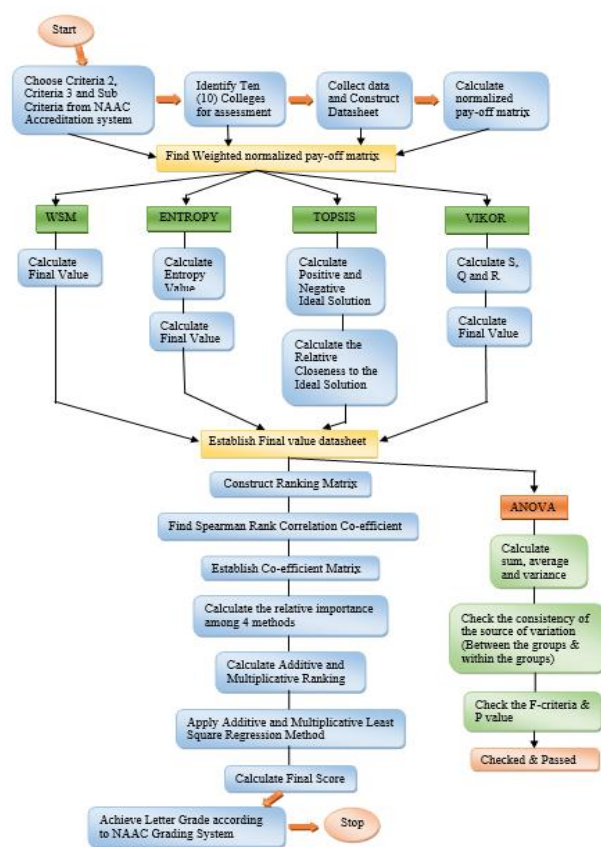 Start
Choose Criteria 2,
Criteria 3 and Sub
Criteria from NAAC
Accreditation system
Identify Ten
(10) Colleges
for assessment
Collect data
and Construct
Datasheet
Calculate
normalized
pay-off matrix
Find Weighted normalized pay-off matrix
WSM
ENTROPY
TOPSIS
VIKOR
Calculate
Final Value
Calculate
Entropy
Value
Calculate
Final Value
Calculate
Positive and
Negative
Ideal Solution
Calculate the
Relative
Closeness to the
Ideal Solution
Calculate S,
Q and R
Calculate
Final Value
Establish Final value datasheet
Construct Ranking Matrix
Find Spearman Rank Correlation Co-efficient
Establish Co-efficient Matrix
Calculate the relative importance
among 4 methods
Calculate Additive and
Multiplicative Ranking
Apply Additive and Multiplicative Least
Square Regression Method
Calculate Final Score
Achieve Letter Grade according
to NAAC Grading System
Stop
ANOVA
Calculate
sum, average
and variance
Check the consistency of
the source of variation
(Between the groups &
within the groups)
Check the F-criteria &
P value
Checked & Passed